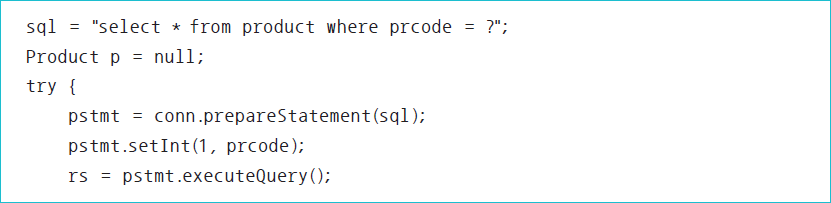 sql = "select * from product where prcode = ?";
Product p = null;
try {
    pstmt = conn.prepareStatement(sql);
    pstmt.setInt(1, prcode);
    rs = pstmt.executeQuery();